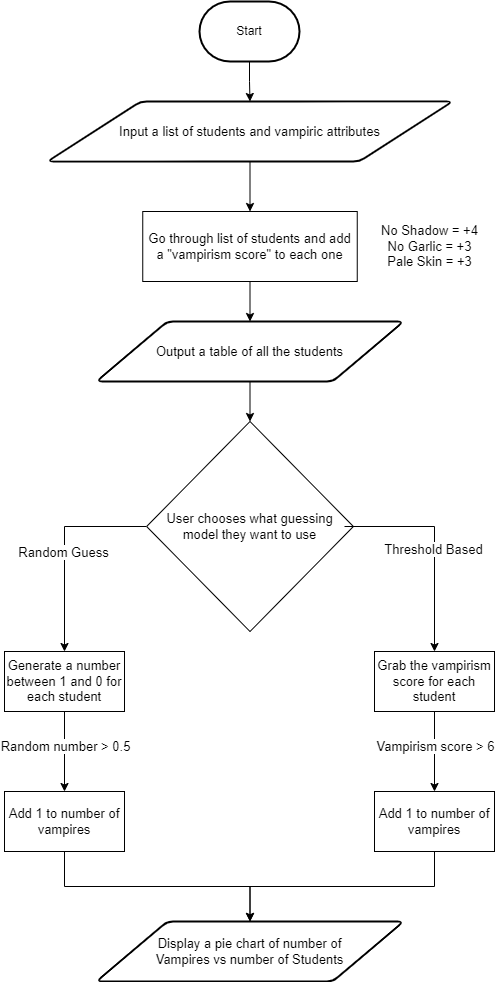 Start
Input a list of students and vampiric attributes
Go through list of students and add
a "vampirism score" to each one
No Shadow = +4
No Garlic = +3
Pale Skin = +3
Output a table of all the students
User chooses what guessing
model they want to use
Random Guess
Threshold Based
Generate a number
between 1 and 0 for
each student
Grab the vampirism
score for each
student
Random number > 0.5
Vampirism score > 6
Add 1 to number of
vampires
Add 1 to number of
vampires
Display a pie chart of number of
Vampires vs number of Students